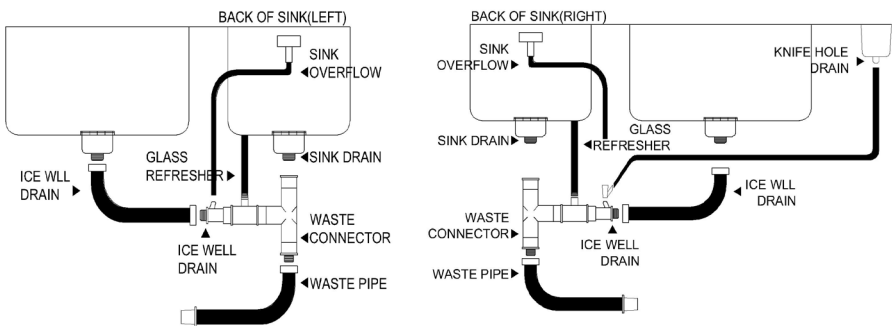 BACK OF SINK(LEFT)
SINK
OVERFLOW
GLASS
REFRESHER
SINK DRAIN
ICE WLL
DRAIN
ICE WELL
DRAIN
WASTE
CONNECTOR
WASTE PIPE
BACK OF SINK(RIGHT)
SINK
OVERFLOW
KNIFE HOLE
DRAIN
SINK DRAIN
GLASS
REFRESHER
ICE WLL
DRAIN
WASTE
CONNECTOR
ICE WELL
DRAIN
WASTE PIPE